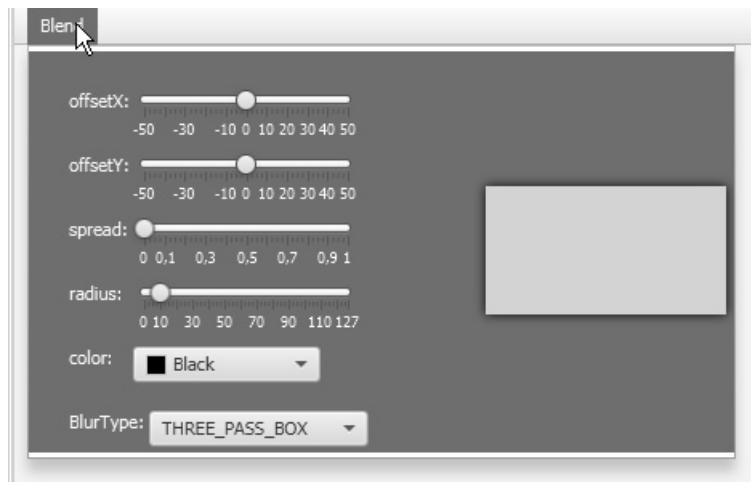 Blend
offsetX:
-50 -30 -10 0 10 20 30 40 50
offsetY:
-50 -30 -10 0 10 20 30 40 50
spread:
0 0,1 0,3 0,5 0,7 0,9 1
radius:
0 10 30 50 70 90 110 127
color: Black
BlurType: THREE_PASS_BOX